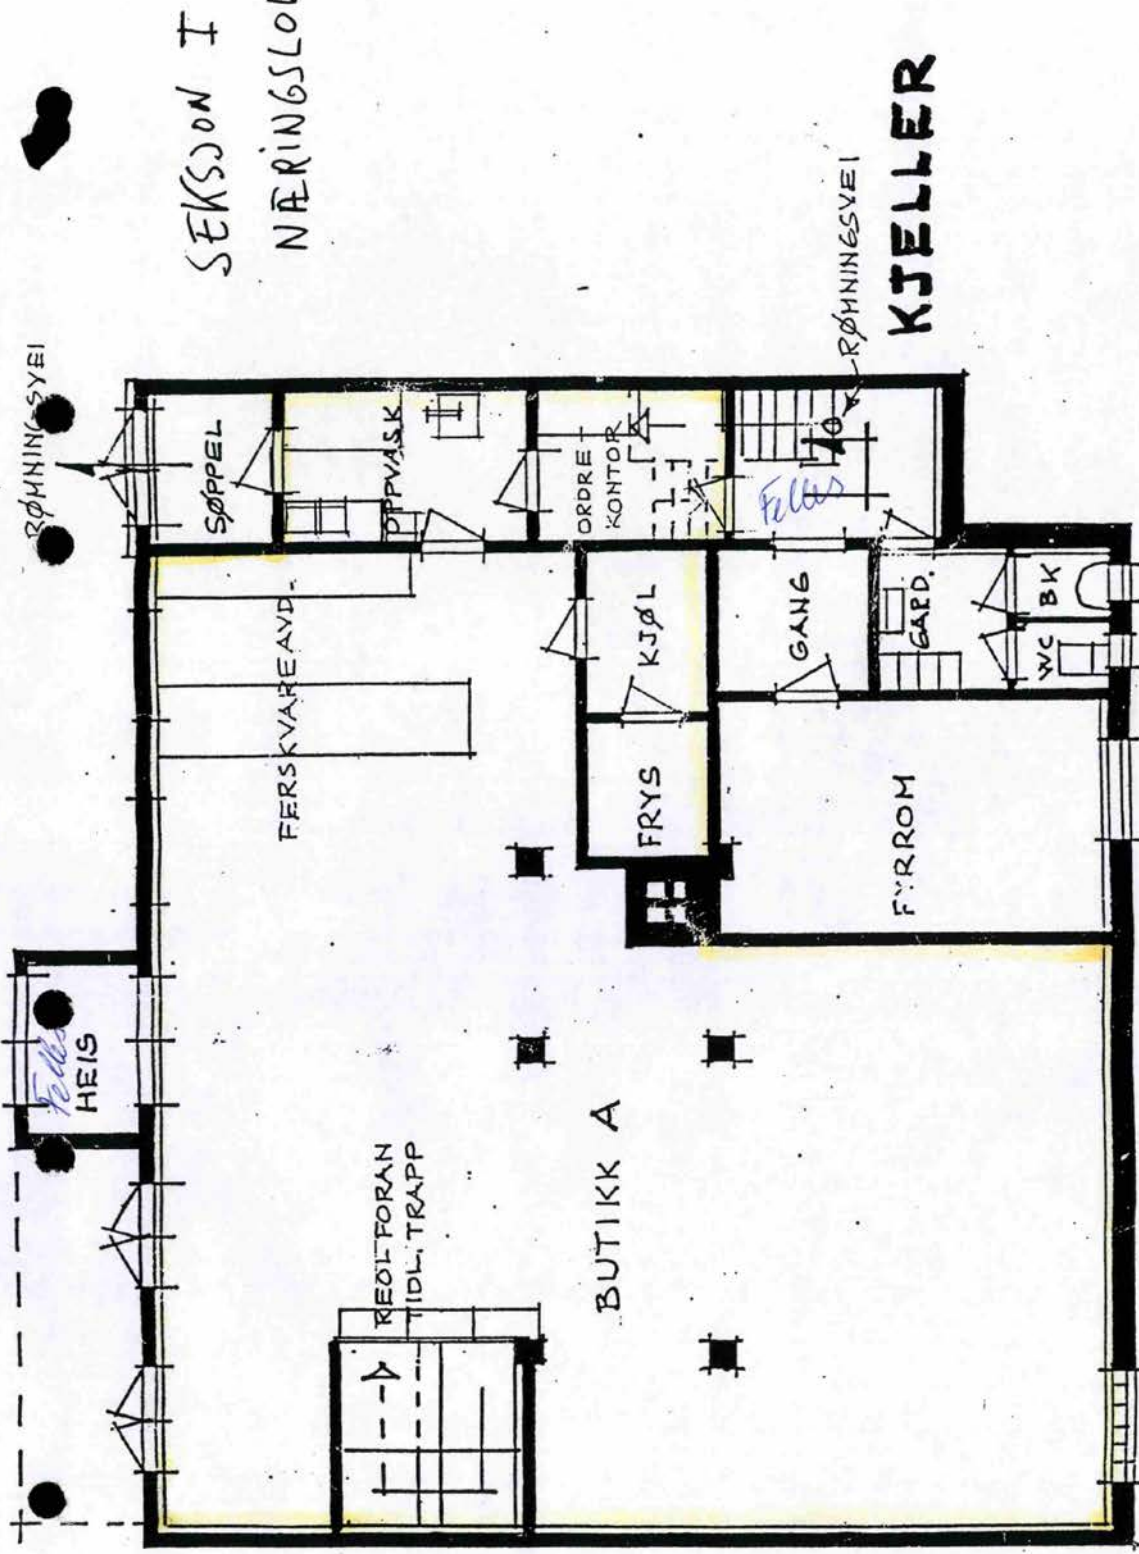 SEKSJON I
RØMNINGSVEI
SØPPEL
OPPVASK
ORDRE-
KONTOR
Felles
RØMNINGSVEI
KJELLER
FERSKVAREAVD.
KJØL
GANG
GARD.
BK
WC
FRYS
FYRROM
Felles
HEIS
REOL FORAN
TIDL. TRAPP
BUTIKK A